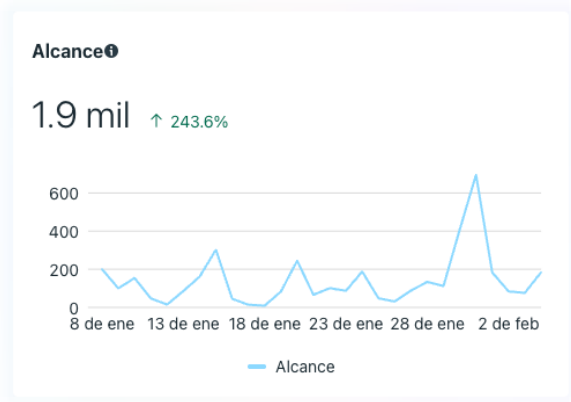 Alcance
1.9 mil ↑ 243.6%
600
400
200
0
8 de ene 13 de ene 18 de ene 23 de ene 28 de ene 2 de feb
Alcance